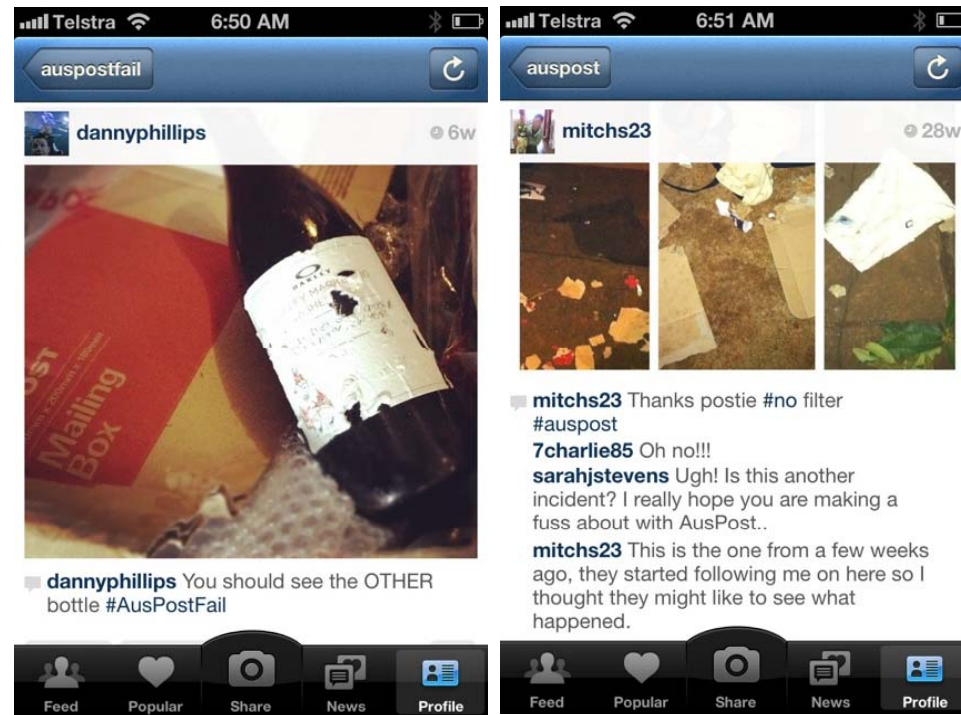 Telstra 6:50 AM
auspostfail
dannyphillips 6w
OAKLEY
Mailing
Box
dannyphillips You should see the OTHER
bottle #AusPostFail
Feed Popular Share News Profile
Telstra 6:51 AM
auspost
mitchs23 28w
mitchs23 Thanks postie #no filter
#auspost
7charlie85 Oh no!!!
sarahjstevens Ugh! Is this another
incident? I really hope you are making a
fuss about with AusPost..
mitchs23 This is the one from a few weeks
ago, they started following me on here so I
thought they might like to see what
happened.
Feed Popular Share News Profile